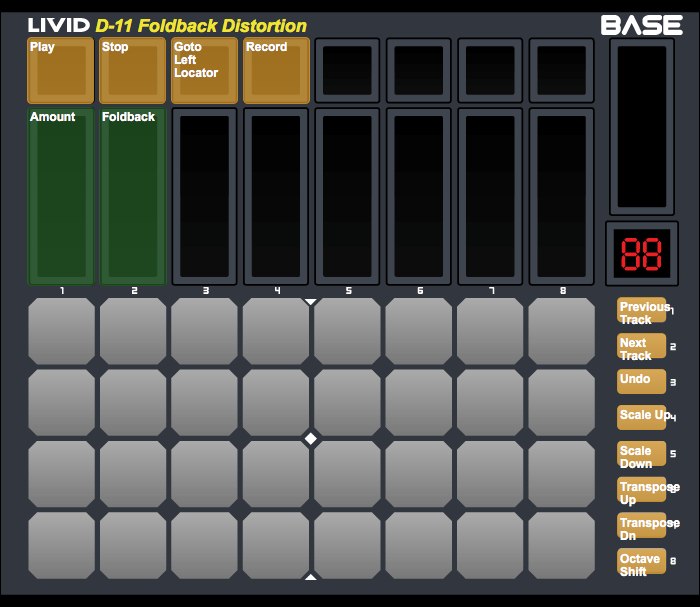 LIVID D-11 Foldback Distortion
BASE
Play
Stop
Goto
Left
Locator
Record
Amount
Foldback
88
1 2 3 4 5 6 7 8
Previous
Track
1
Next
Track
2
Undo
3
Scale Up
4
Scale
Down
5
Transpose
Up
Transpose
Dn
Octave
Shift
8